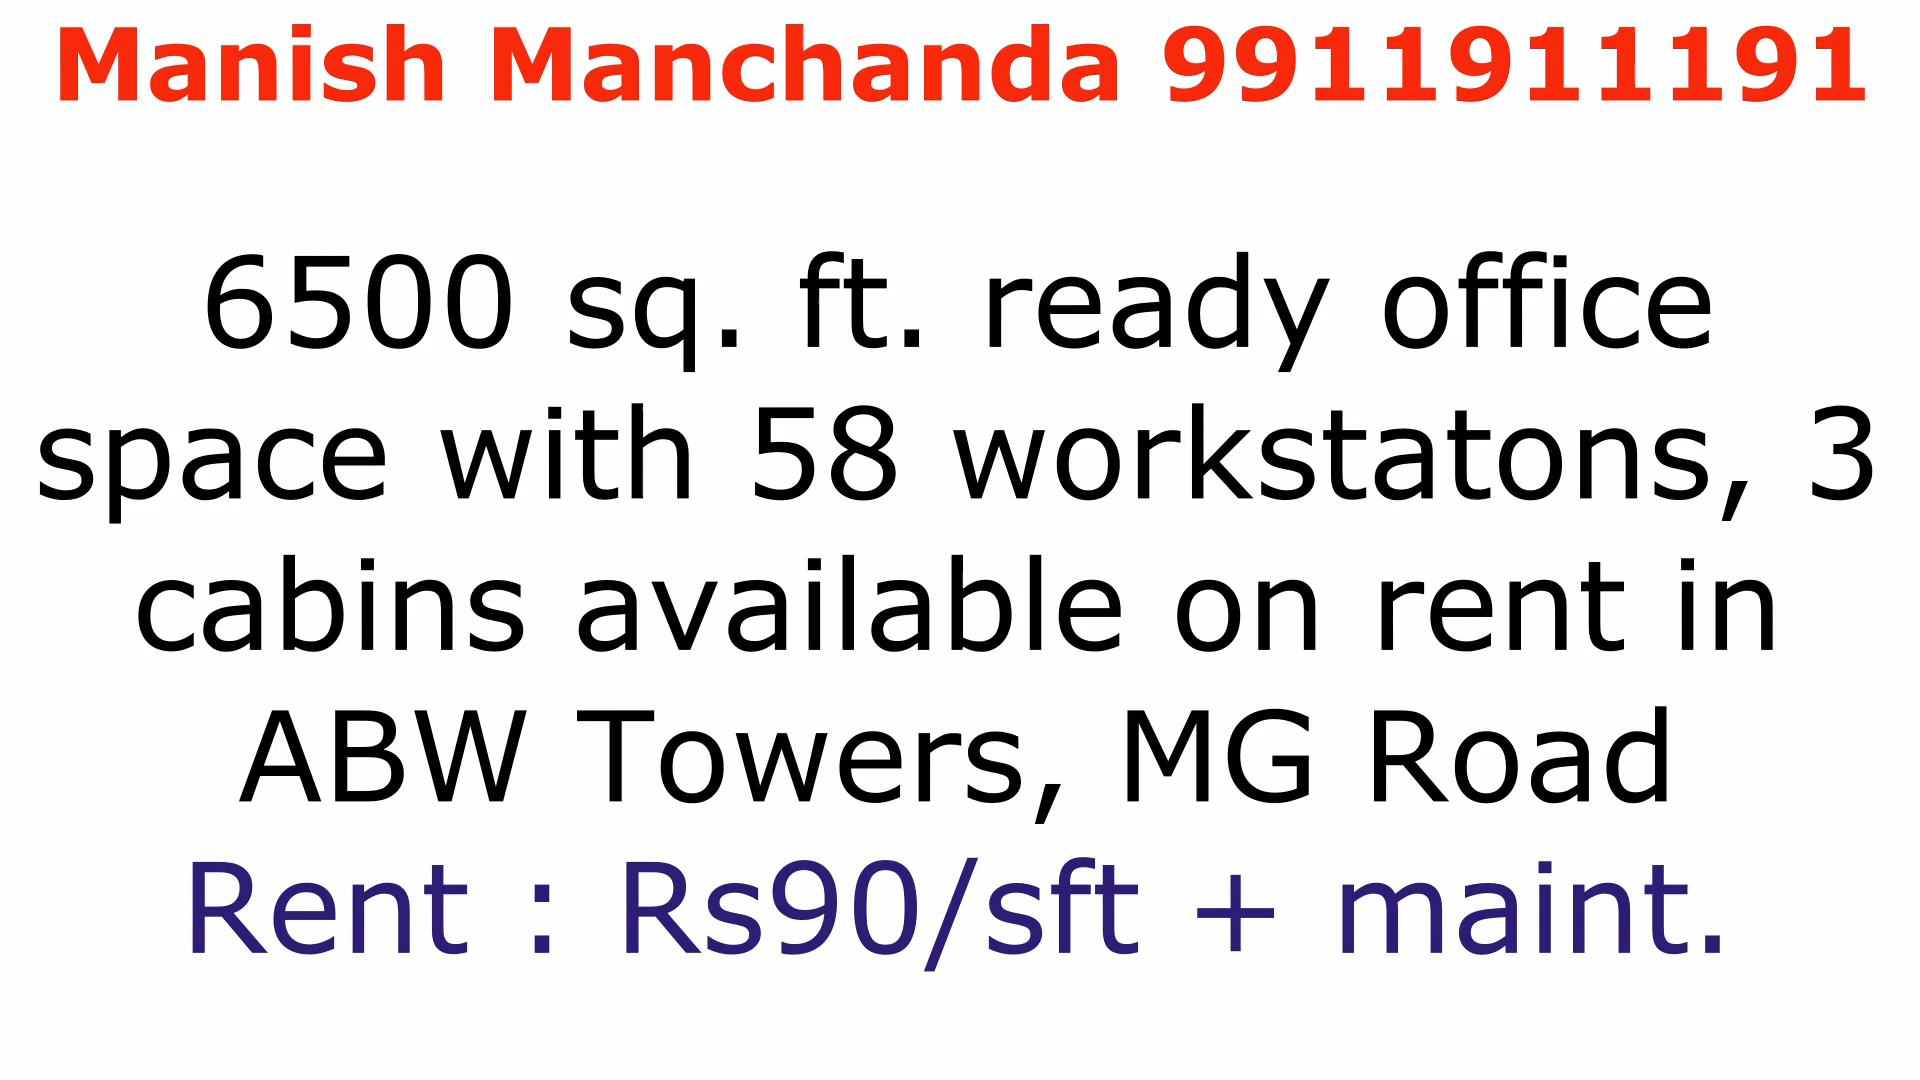 Manish Manchanda 9911911191
6500 sq. ft. ready office
space with 58 workstatons, 3
cabins available on rent in
ABW Towers, MG Road
Rent : Rs90/sft + maint.